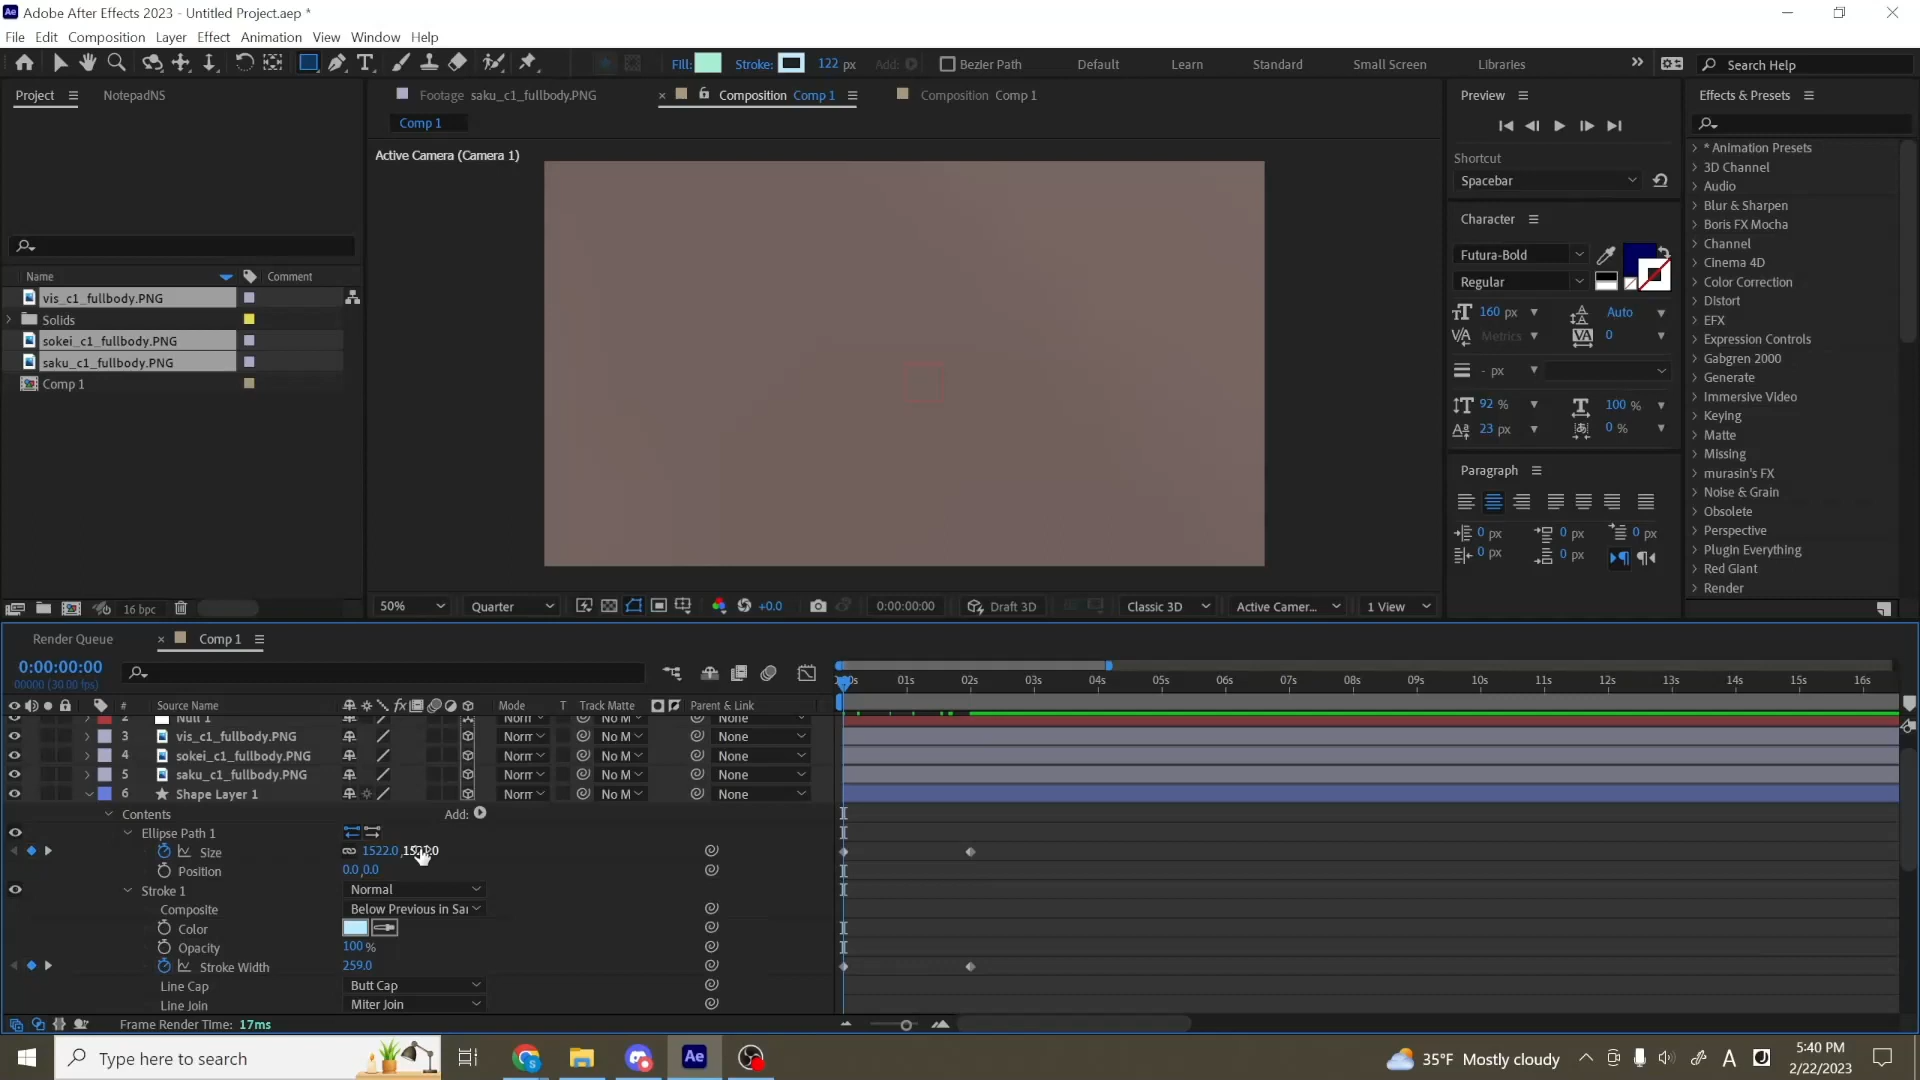 Adobe After Effects 2023 - Untitled Project.aep *
File Edit Composition Layer Effect Animation View Window Help
Fill: Stroke: 122 px Add: Bezier Path Default Learn Standard Small Screen Libraries Search Help
Project NotepadNS
Footage saku_c1_fullbody.PNG
Composition Comp 1
Composition Comp 1
Comp 1
Active Camera (Camera 1)
Name Comment
vis_c1_fullbody.PNG
Solids
sokei_c1_fullbody.PNG
saku_c1_fullbody.PNG
Comp 1
16 bpc
50% Quarter +0.0 0:00:00:00 Draft 3D Classic 3D Active Camer... 1 View
Preview
Shortcut
Spacebar
Character
Futura-Bold
Regular
160 px Auto
Metrics 0
- px
92 % 100 %
23 px 0 %
Paragraph
0 px 0 px 0 px
0 px 0 px
Effects & Presets
* Animation Presets
3D Channel
Audio
Blur & Sharpen
Boris FX Mocha
Channel
Cinema 4D
Color Correction
Distort
EFX
Expression Controls
Gabgren 2000
Generate
Immersive Video
Keying
Matte
Missing
murasin's FX
Noise & Grain
Obsolete
Perspective
PlugIn Everything
Red Giant
Render
Render Queue Comp 1
0:00:00:00
00000 (30.00 fps)
01s 02s 03s 04s 05s 06s 07s 08s 09s 10s 11s 12s 13s 14s 15s 16s
# Source Name Mode T Track Matte Parent & Link
2 Null 1 Norr No M None
3 vis_c1_fullbody.PNG Norr No M None
4 sokei_c1_fullbody.PNG Norr No M None
5 saku_c1_fullbody.PNG Norr No M None
6 Shape Layer 1 Norr No M None
Contents Add:
Ellipse Path 1
Size 1522.0,
Position 0.0,0.0
Stroke 1 Normal
Composite Below Previous in Sar
Color
Opacity 100 %
Stroke Width 259.0
Line Cap Butt Cap
Line Join Miter Join
Frame Render Time: 17ms
Type here to search
35°F Mostly cloudy
A
5:40 PM
2/22/2023